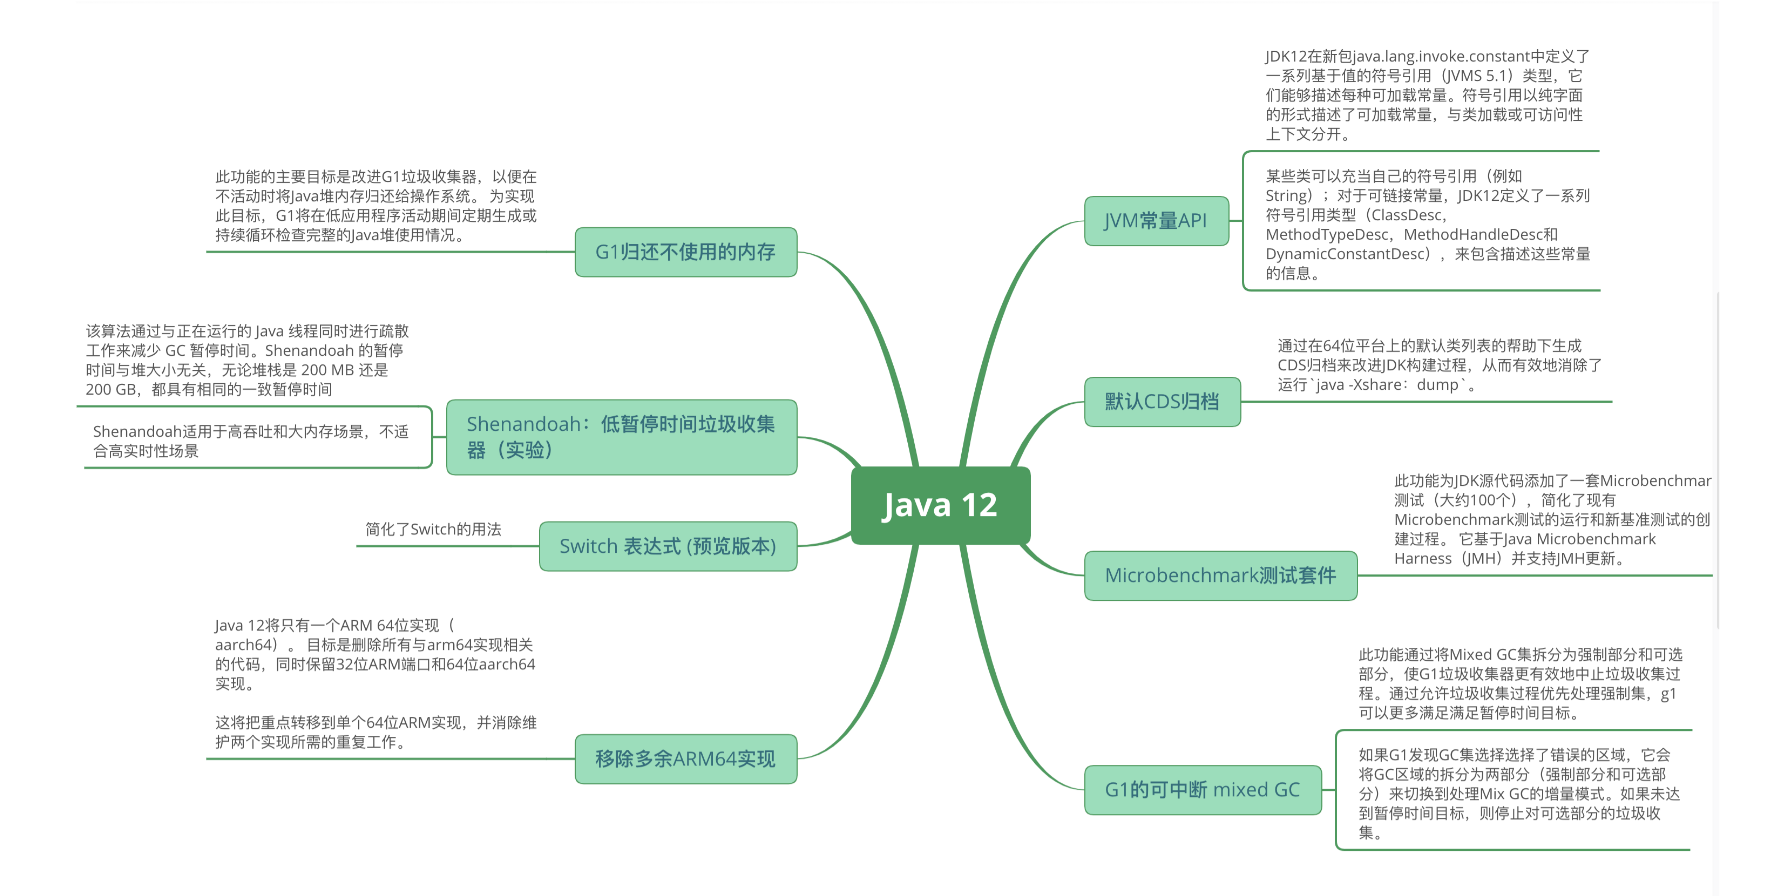 JDK12在新包java.lang.invoke.constant中定义了
一系列基于值的符号引用（JVMS 5.1）类型，它
们能够描述每种可加载常量。符号引用以纯字面
的形式描述了可加载常量，与类加载或可访问性
上下文分开。
某些类可以充当自己的符号引用（例如
String）；对于可链接常量，JDK12定义了一系列
符号引用类型（ClassDesc,
MethodTypeDesc，MethodHandleDesc和
DynamicConstantDesc），来包含描述这些常量
的信息。
JVM常量API
通过在64位平台上的默认类列表的帮助下生成
CDS归档来改进JDK构建过程，从而有效地消除了
运行`java -Xshare：dump`。
默认CDS归档
此功能为JDK源代码添加了一套Microbenchmar
测试（大约100个），简化了现有
Microbenchmark测试的运行和新基准测试的创
建过程。 它基于Java Microbenchmark
Harness（JMH）并支持JMH更新。
Microbenchmark测试套件
此功能通过将Mixed GC集拆分为强制部分和可选
部分，使G1垃圾收集器更有效地中止垃圾收集过
程。通过允许垃圾收集过程优先处理强制集，g1
可以更多满足满足暂停时间目标。
如果G1发现GC集选择选择了错误的区域，它会
将GC区域的拆分为两部分（强制部分和可选部
分）来切换到处理Mix GC的增量模式。如果未达
到暂停时间目标，则停止对可选部分的垃圾收
集。
G1的可中断 mixed GC
Java 12
此功能的主要目标是改进G1垃圾收集器，以便在
不活动时将Java堆内存归还给操作系统。 为实现
此目标，G1将在低应用程序活动期间定期生成或
持续循环检查完整的Java堆使用情况。
G1归还不使用的内存
该算法通过与正在运行的 Java 线程同时进行疏散
工作来减少 GC 暂停时间。Shenandoah 的暂停
时间与堆大小无关，无论堆栈是 200 MB 还是
200 GB，都具有相同的一致暂停时间
Shenandoah适用于高吞吐和大内存场景，不适
合高实时性场景
Shenandoah：低暂停时间垃圾收集
器（实验）
简化了Switch的用法
Switch 表达式 (预览版本)
Java 12将只有一个ARM 64位实现（
aarch64）。 目标是删除所有与arm64实现相关
的代码，同时保留32位ARM端口和64位aarch64
实现。
这将把重点转移到单个64位ARM实现，并消除维
护两个实现所需的重复工作。
移除多余ARM64实现